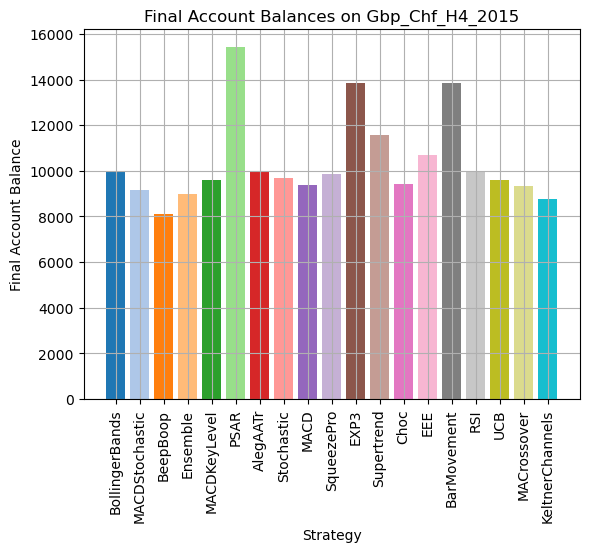 Final Account Balances on Gbp_Chf_H4_2015
Final Account Balance
16000
14000
12000
10000
8000
6000
4000
2000
0
BollingerBands
MACDStochastic
BeepBoop
Ensemble
MACDKeyLevel
PSAR
AlegAATr
Stochastic
MACD
SqueezePro
EXP3
Supertrend
Choc
EEE
BarMovement
RSI
UCB
MACrossover
KeltnerChannels
Strategy